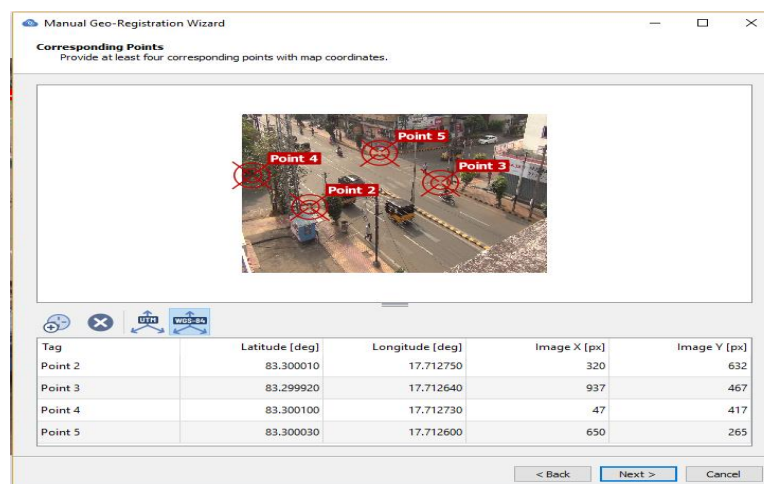 Manual Geo-Registration Wizard
Corresponding Points
Provide at least four corresponding points with map coordinates.
Point 5
Point 4
Point 3
Point 2
UTM
WGS-84
Tag Latitude [deg] Longitude [deg] Image X [px] Image Y [px]
Point 2 83.300010 17.712750 320 632
Point 3 83.299920 17.712640 937 467
Point 4 83.300100 17.712730 47 417
Point 5 83.300030 17.712600 650 265
< Back Next > Cancel